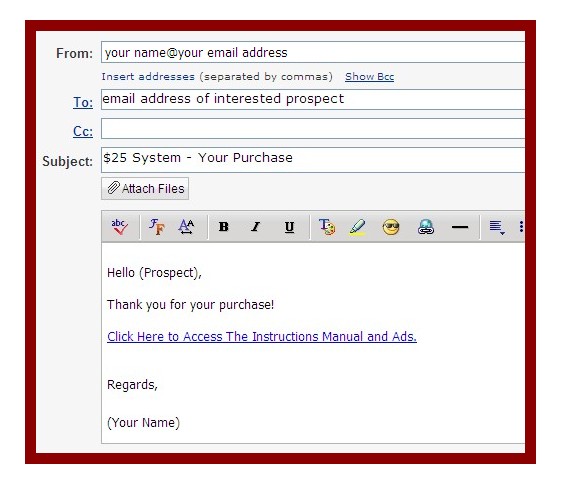 From: your name@your email address
Insert addresses (separated by commas) Show Bcc
To: email address of interested prospect
Cc:
Subject: $25 System - Your Purchase
Attach Files
abc B I U
Hello (Prospect),
Thank you for your purchase!
Click Here to Access The Instructions Manual and Ads.
Regards,
(Your Name)